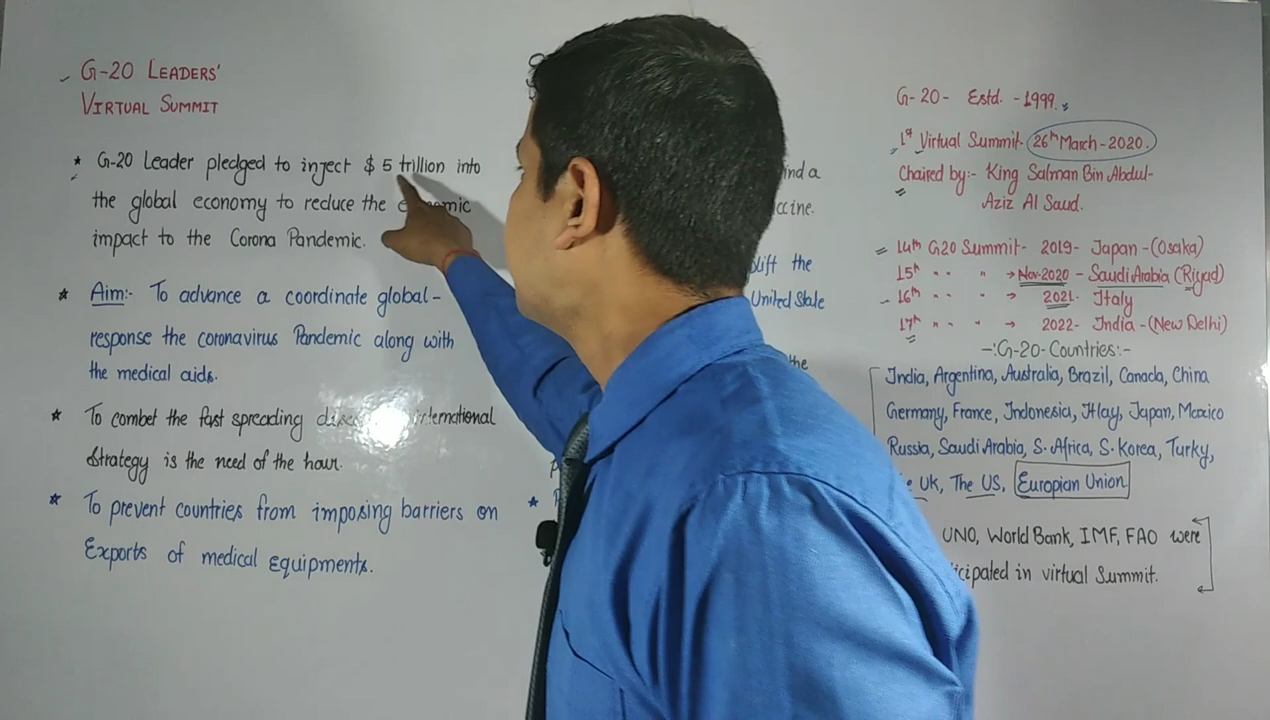 G-20 LEADERS'
VIRTUAL SUMMIT
* G-20 Leader pledged to inject $ 5 trillion into
the global economy to reduce the
impact to the Corona Pandemic.
* Aim:- To advance a coordinate global-
response the coronavirus Pandemic along with
the medical aids.
* To combet the fast spreading international
Strategy is the need of the hour.
* To prevent countries from imposing barriers on
Exports of medical equipments.
the
United State
the
*
G-20- Estd. -1999.
1st Virtual Summit- 26th March-2020.
Chaired by:- King Salman Bin Abdul-
Aziz Al Saud.
14th G20 Summit- 2019- Japan-(Osaka)
15th " " " → Nov-2020 - Saudi Arabia (Riyad)
16th " " " → 2021- Italy
17th " " " → 2022- India-(New Delhi)
-:G-20-Countries:-
India, Argentina, Australia, Brazil, Canada, China
Germany, France, Indonesia, Itlay, Japan, Mexico
Russia, Saudi Arabia, S. Africa, S. Korea, Turky,
Uk, The US, Europian Union
UNO, World Bank, IMF, FAO were
in virtual Summit.